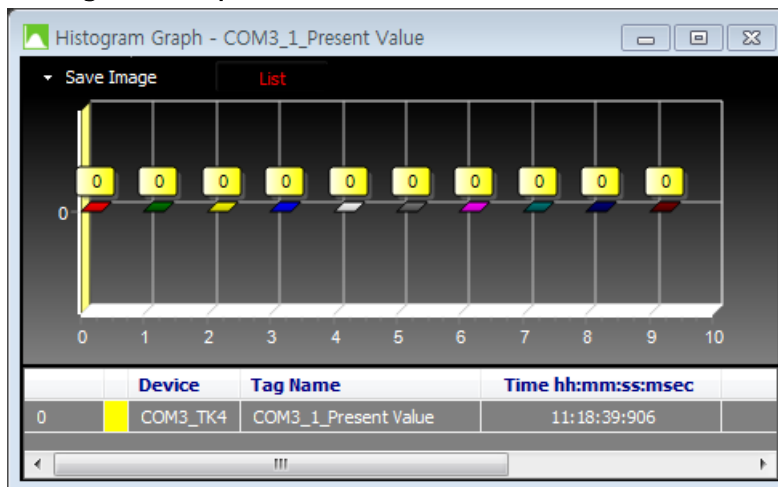 Histogram Graph - COM3_1_Present Value
Save Image List
0 0 0 0 0 0 0 0 0 0
0
0 1 2 3 4 5 6 7 8 9 10
Device Tag Name Time hh:mm:ss:msec
0 COM3_TK4 COM3_1_Present Value 11:18:39:906